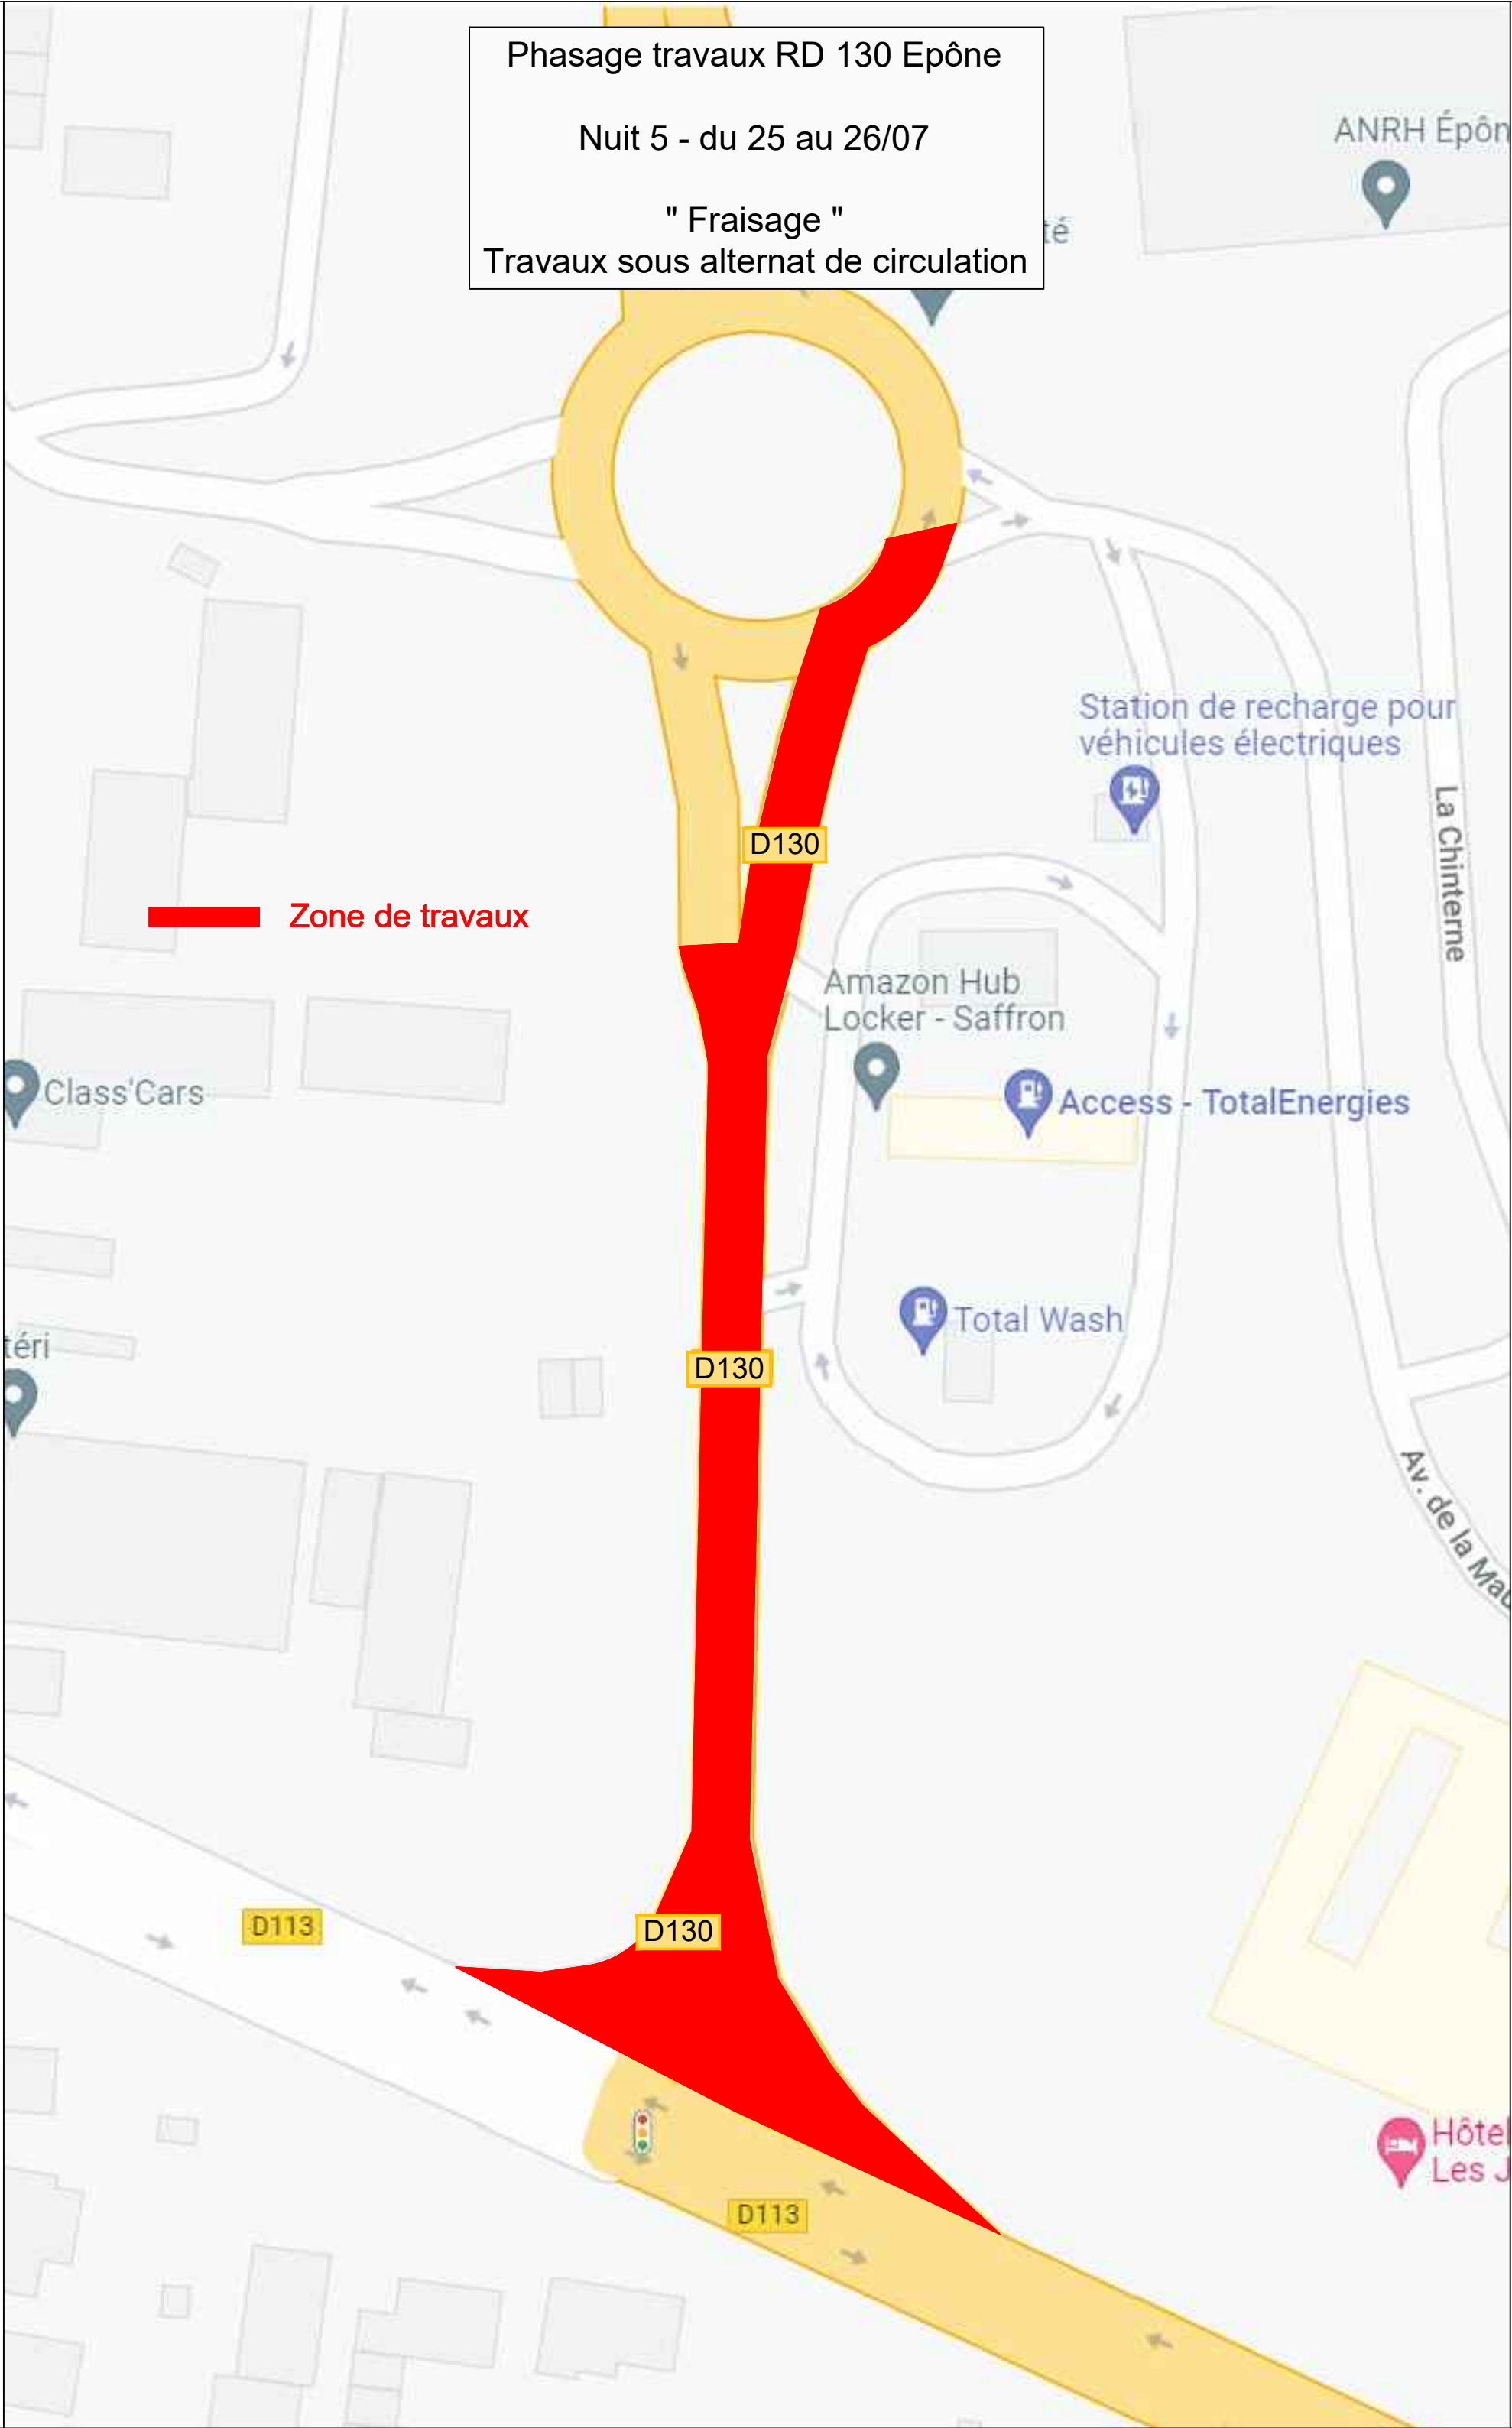 Phasage travaux RD 130 Epône
Nuit 5 - du 25 au 26/07
" Fraisage "
Travaux sous alternat de circulation
ANRH Épôn
té
Station de recharge pour
véhicules électriques
La Chinterne
D130
Zone de travaux
Amazon Hub
Locker - Saffron
Class'Cars
Access - TotalEnergies
Total Wash
téri
D130
Av. de la Mau
D113
D130
Hôtel
Les J
D113